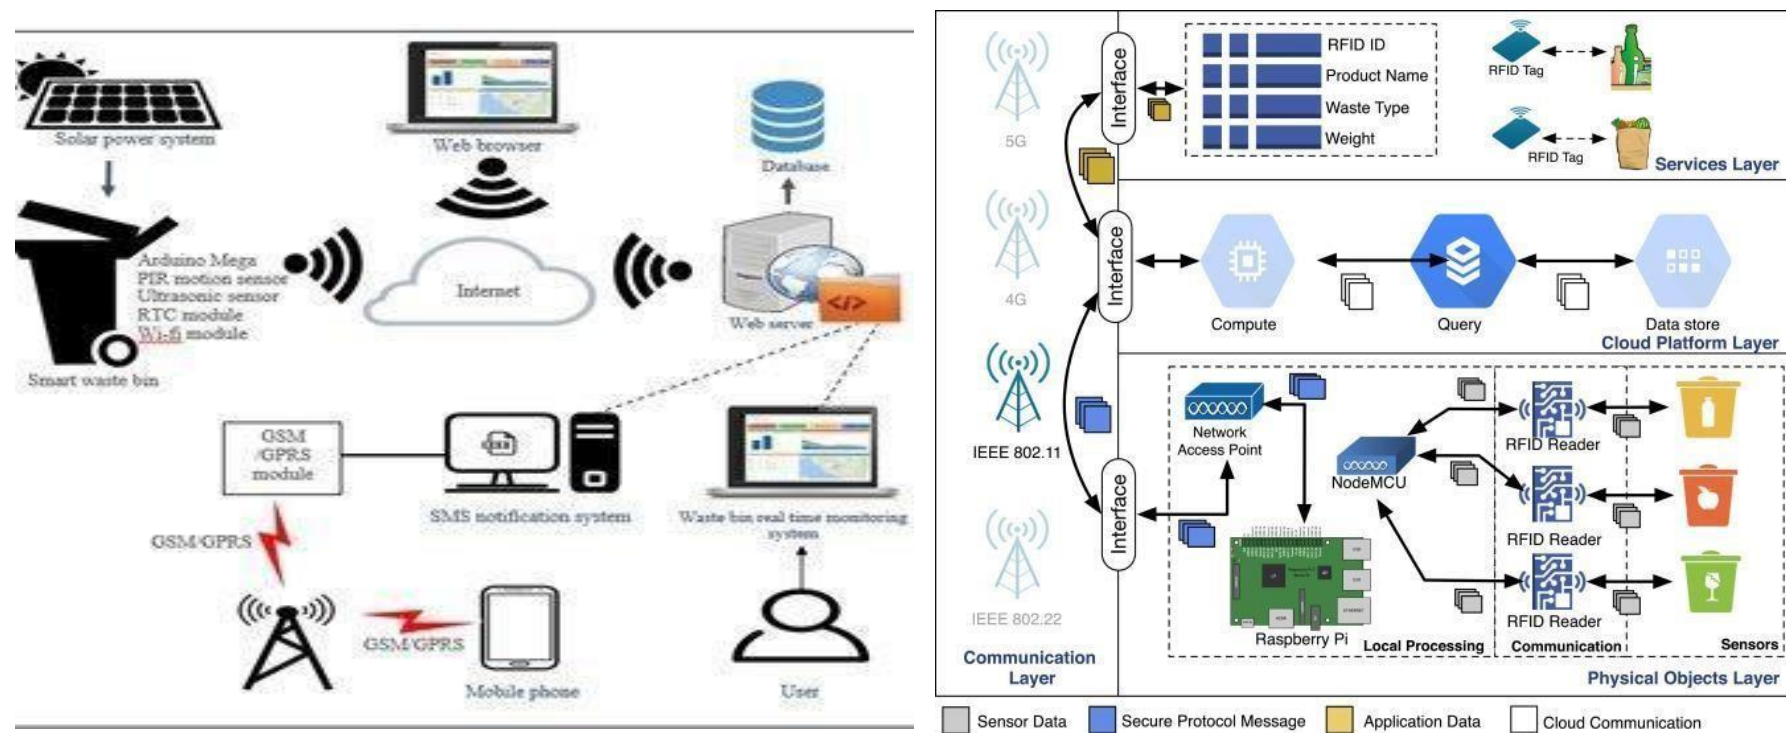 Solar power system
Web browser
Database
Arduino Mega
PIR motion sensor
Ultrasonic sensor
RTC module
Wi-fi module
Internet
</>
Web server
Smart waste bin
GSM
/GPRS
module
SMS notification system
Waste bin real time monitoring
system
GSM/GPRS
GSM/GPRS
Mobile phone
User
5G
4G
IEEE 802.11
IEEE 802.22
Communication
Layer
Interface
Interface
Interface
RFID ID
Product Name
Waste Type
Weight
RFID Tag
RFID Tag
Services Layer
Compute
Query
Data store
Cloud Platform Layer
Network
Access Point
NodeMCU
RFID Reader
RFID Reader
RFID Reader
Raspberry Pi
Local Processing
Communication
Sensors
Physical Objects Layer
Sensor Data
Secure Protocol Message
Application Data
Cloud Communication